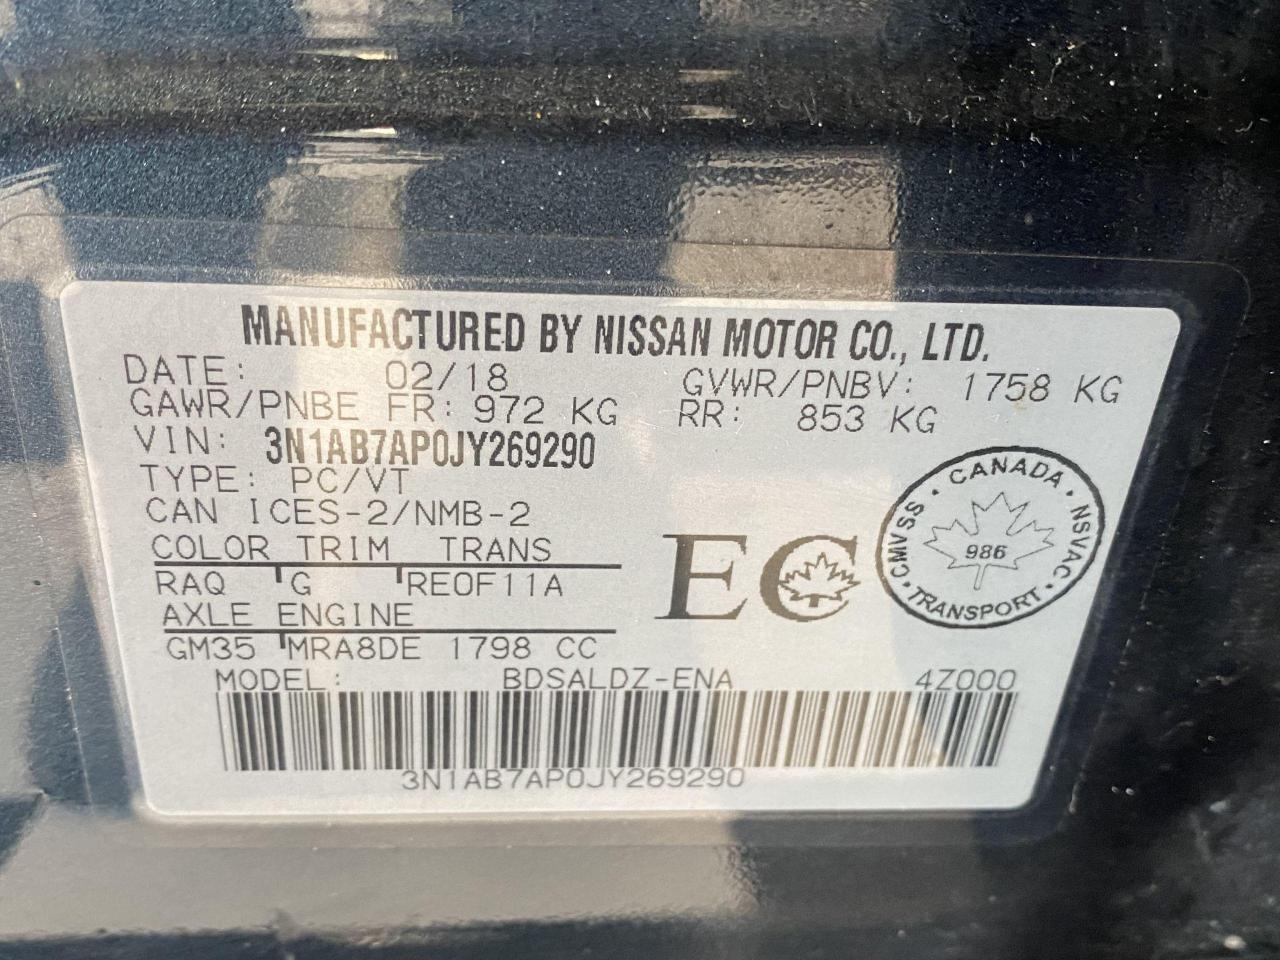 MANUFACTURED BY NISSAN MOTOR CO., LTD.
DATE: 02/18 GVWR/PNBV: 1758 KG
GAWR/PNBE FR: 972 KG RR: 853 KG
VIN: 3N1AB7AP0JY269290
TYPE: PC/VT
CAN ICES-2/NMB-2
COLOR TRIM TRANS
RAQ G RE0F11A
AXLE ENGINE
GM35 MRA8DE 1798 CC
EC
CANADA · NSVAC · TRANSPORT · CMVSS ·
986
MODEL: BDSALDZ-ENA 4Z000
3N1AB7AP0JY269290